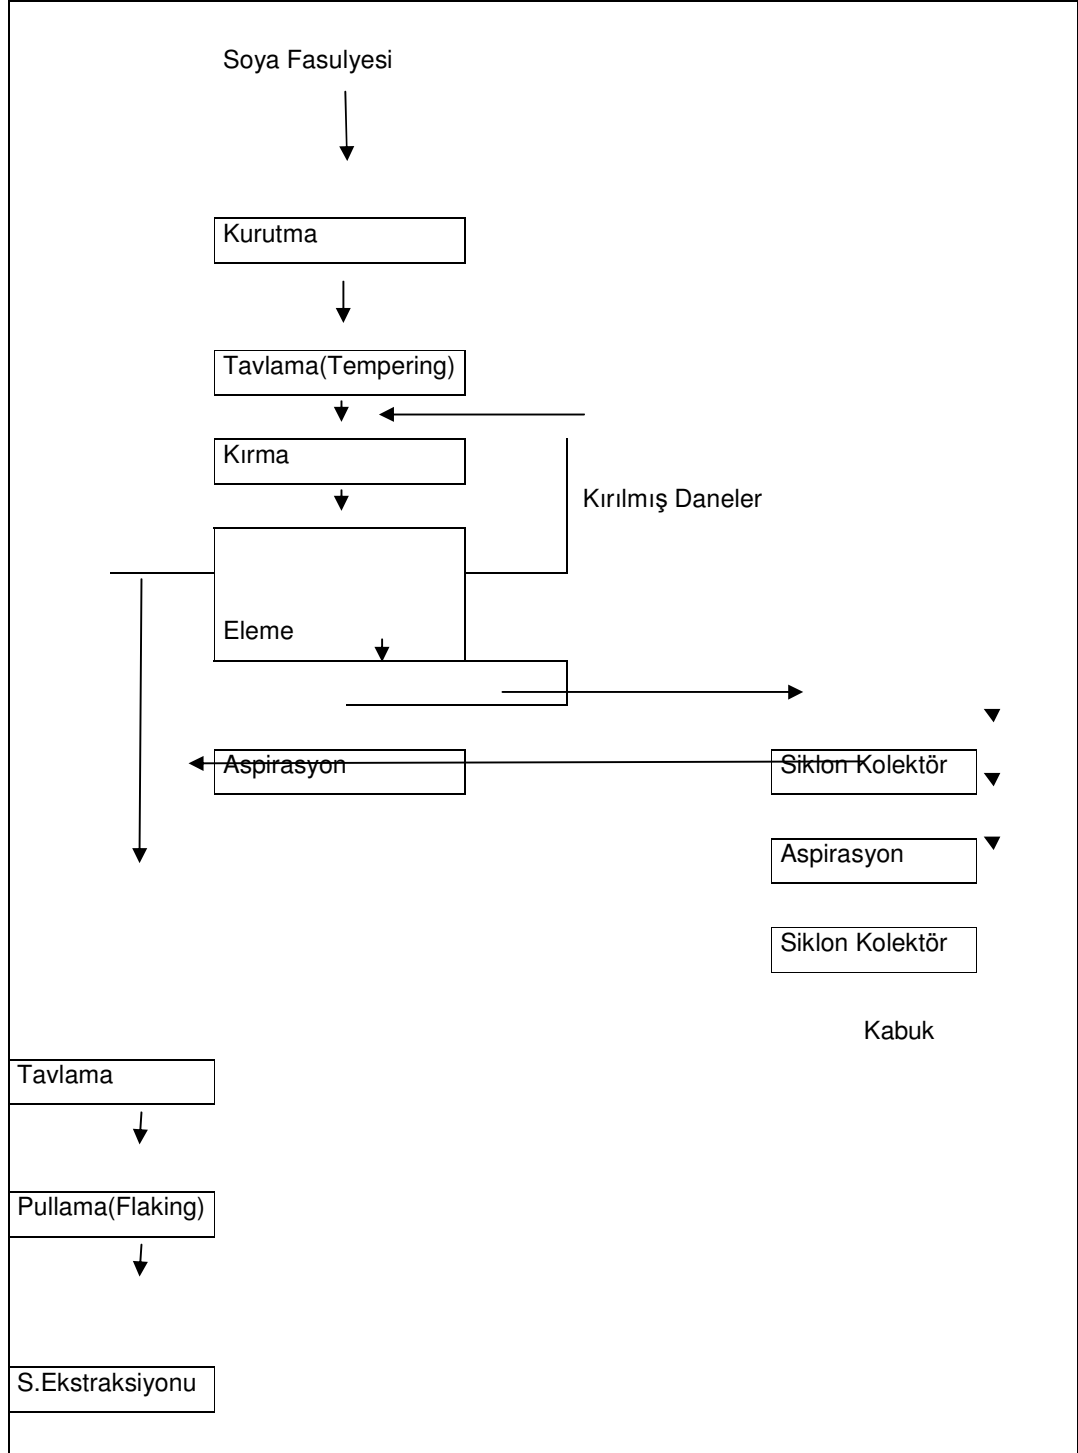 Soya Fasulyesi
Kurutma
Tavlama(Tempering)
Kırma
Kırılmış Daneler
Eleme
Aspirasyon
Siklon Kolektör
Aspirasyon
Siklon Kolektör
Kabuk
Tavlama
Pullama(Flaking)
S.Ekstraksiyonu